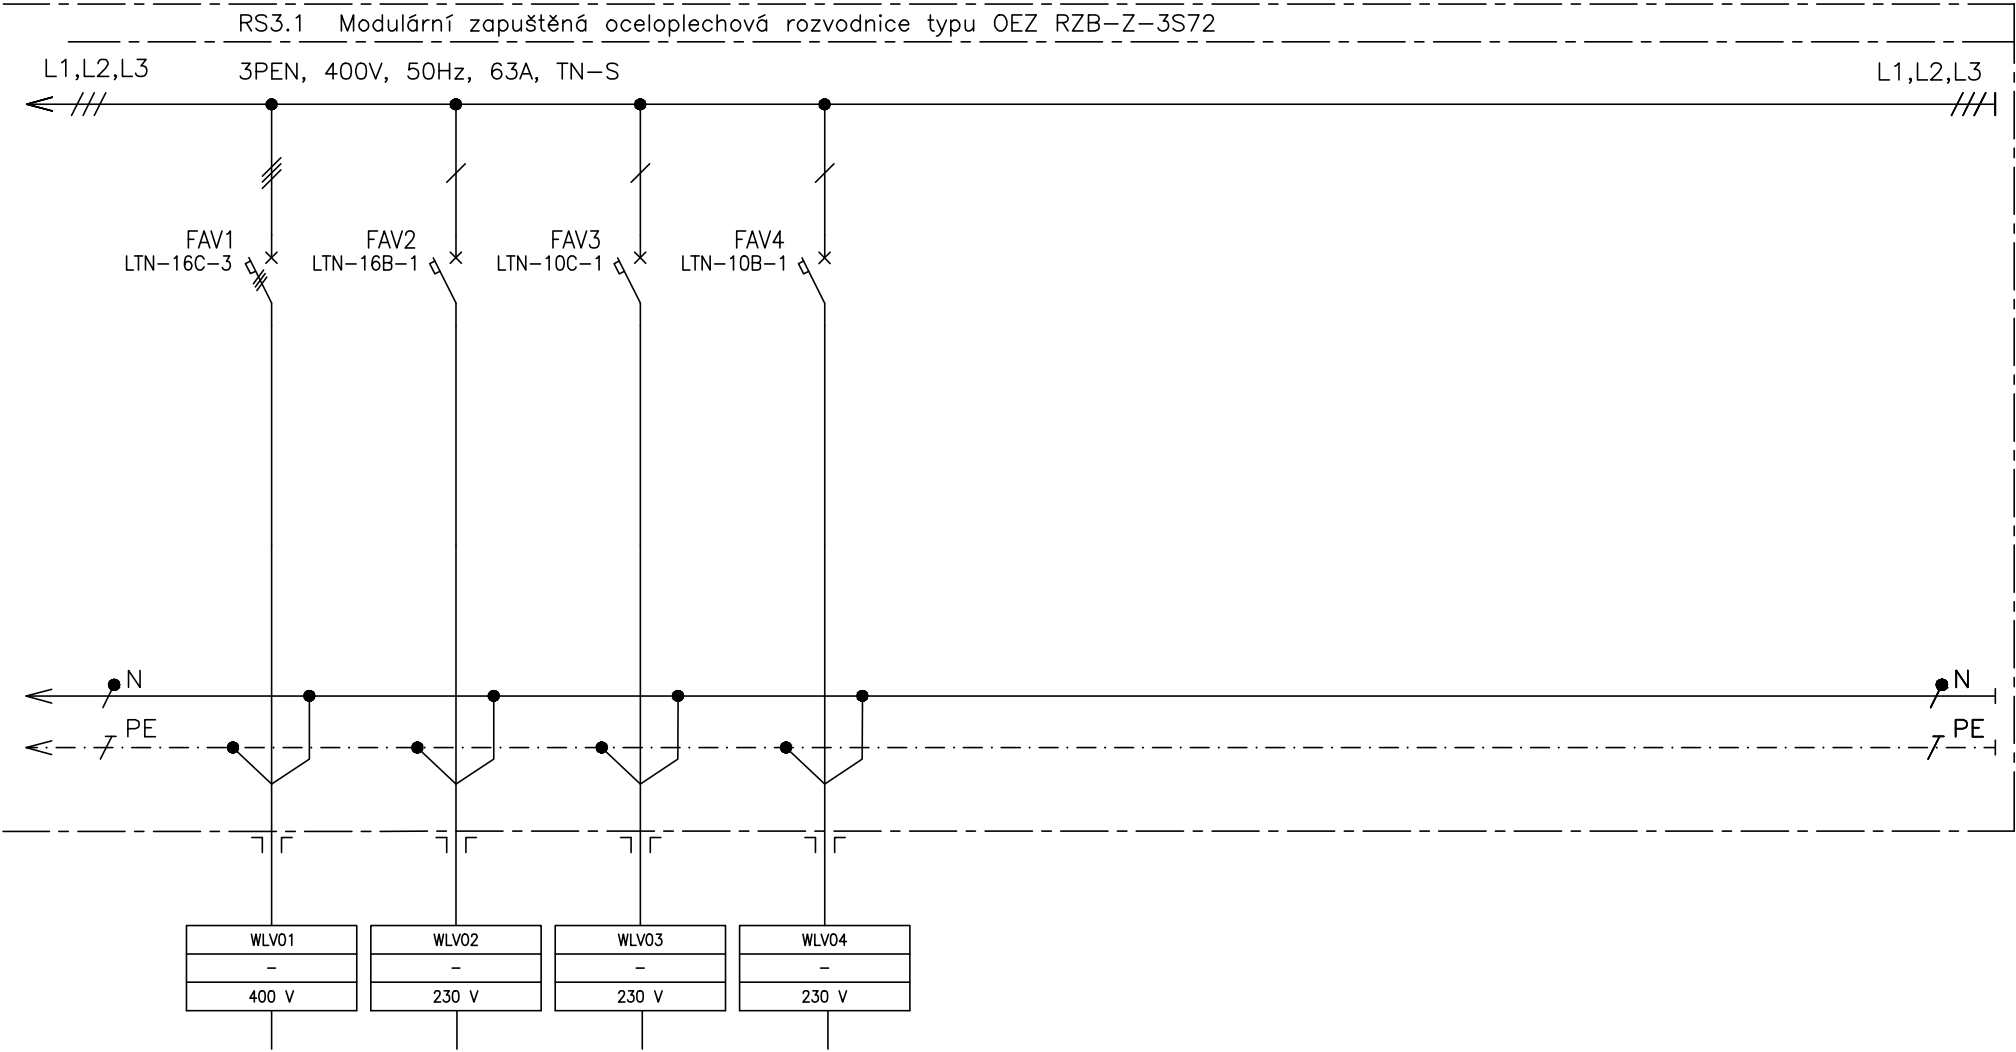 RS3.1 Modulární zapuštěná oceloplechová rozvodnice typu OEZ RZB-Z-3S72
L1,L2,L3
3PEN, 400V, 50Hz, 63A, TN-S
L1,L2,L3
FAV1
LTN-16C-3
FAV2
LTN-16B-1
FAV3
LTN-10C-1
FAV4
LTN-10B-1
N
N
PE
PE
WLV01
-
400 V
WLV02
-
230 V
WLV03
-
230 V
WLV04
-
230 V